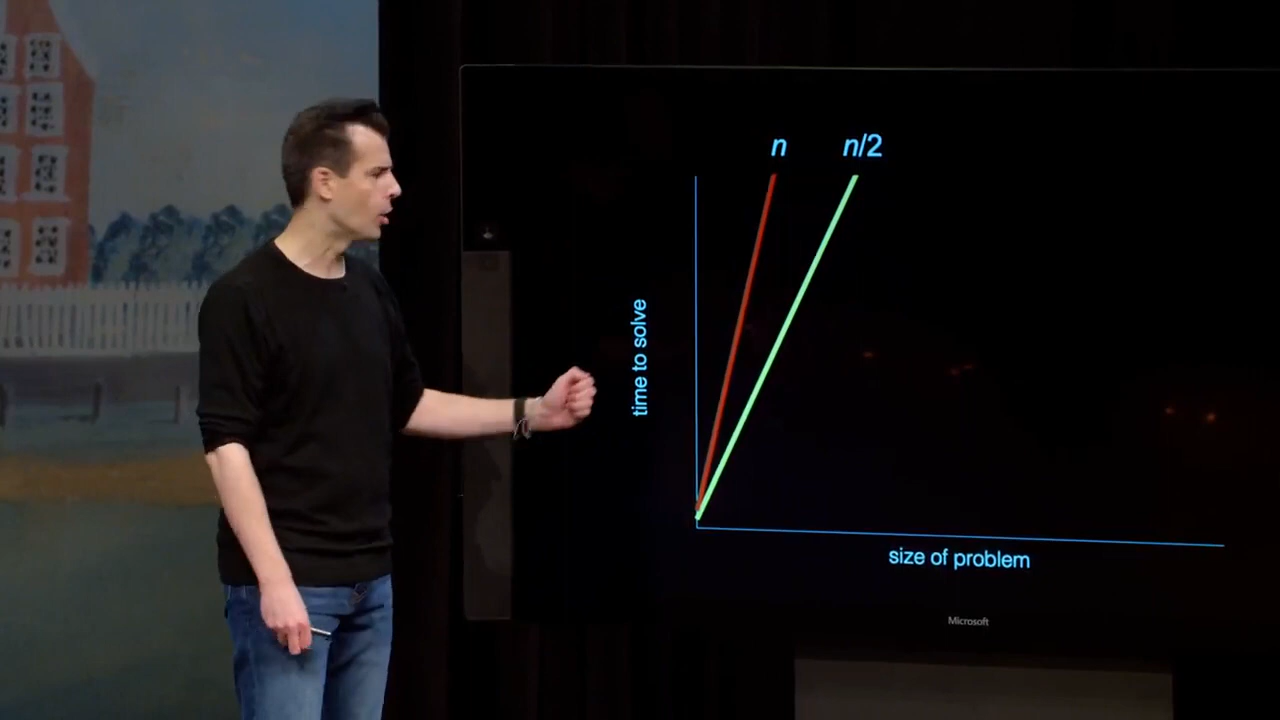 n
n/2
time to solve
size of problem
Microsoft